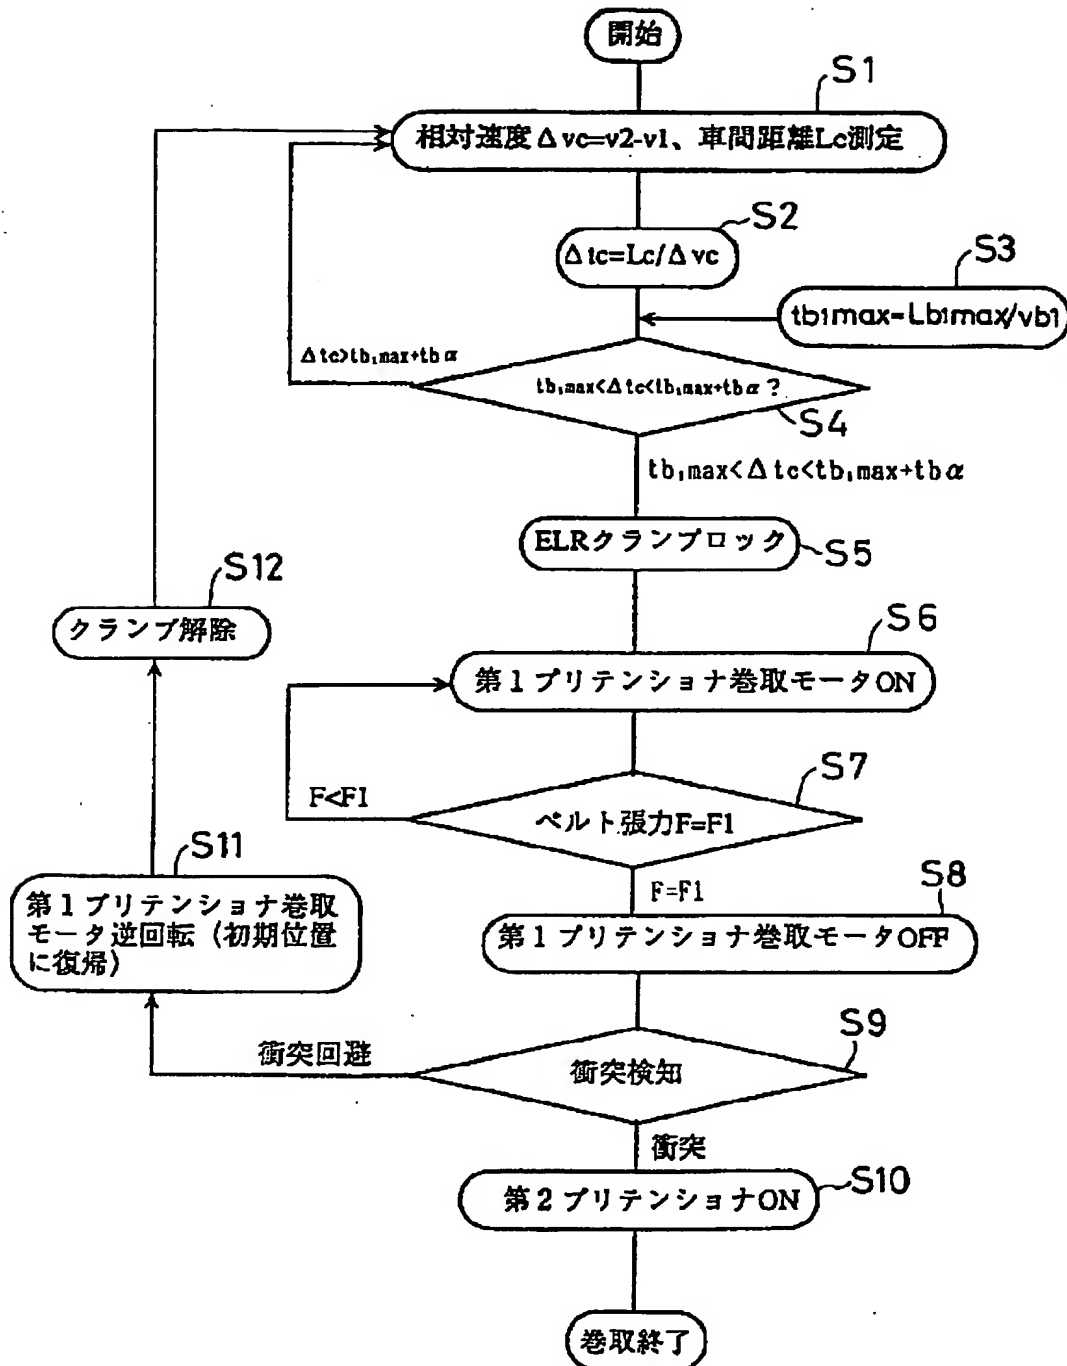 開始
S1
相対速度Δvc=v2-v1、車間距離Lc測定
S2
Δtc=Lc/Δvc
S3
tb1max=Lb1max/vb1
Δtc>tb1max+tbα
tb1max<Δtc<tb1max+tbα?
S4
tb1max<Δtc<tb1max+tbα
ELRクランプロック
S5
S12
クランプ解除
S6
第1プリテンショナ巻取モータON
S7
F<F1
ベルト張力F=F1
S11
F=F1
S8
第1プリテンショナ巻取
モータ逆回転(初期位置
に復帰)
第1プリテンショナ巻取モータOFF
S9
衝突回避
衝突検知
衝突
第2プリテンショナON
S10
巻取終了